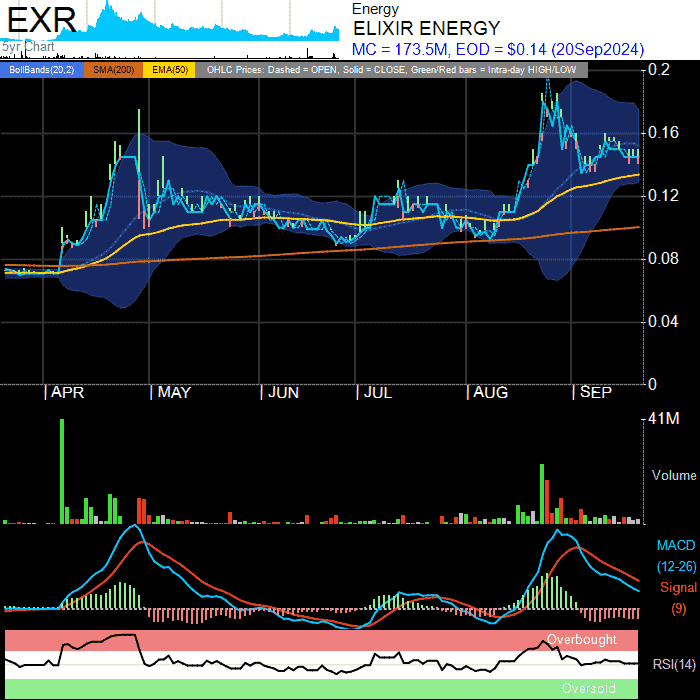 EXR
5yr Chart
Energy
ELIXIR ENERGY
MC = 173.5M, EOD = $0.14 (20Sep2024)
BollBands(20,2) SMA(200) EMA(50) OHLC Prices: Dashed = OPEN, Solid = CLOSE, Green/Red bars = Intra-day HIGH/LOW
0.2
0.16
0.12
0.08
0.04
0
APR MAY JUN JUL AUG SEP
41M
Volume
MACD
(12-26)
Signal
(9)
Overbought
RSI(14)
Oversold